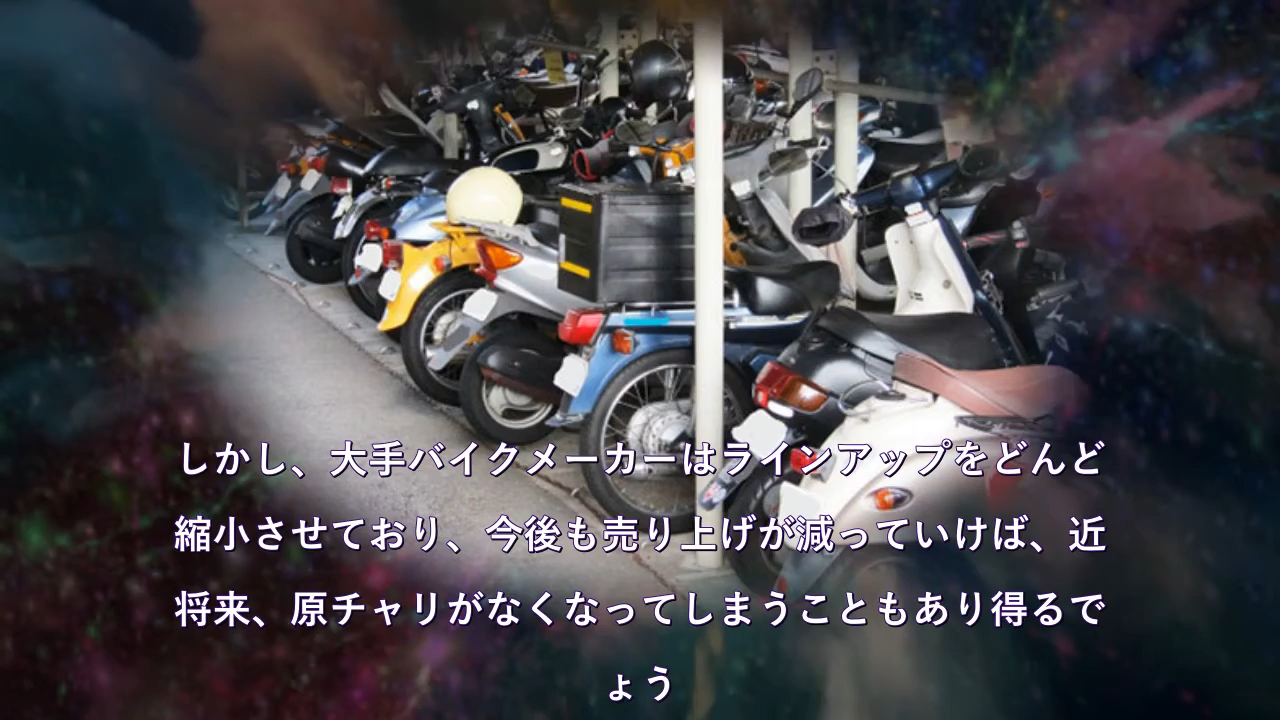 しかし、大手バイクメーカーはラインアップをどんど
縮小させており、今後も売り上げが減っていけば、近
将来、原チャリがなくなってしまうこともあり得るで
ょう